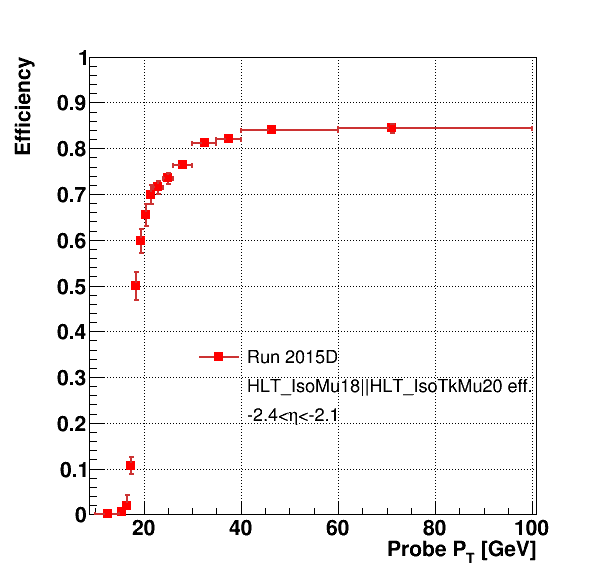 Efficiency
1
0.9
0.8
0.7
0.6
0.5
0.4
0.3
0.2
0.1
0
Run 2015D
HLT_IsoMu18||HLT_IsoTkMu20 eff.
-2.4<η<-2.1
20 40 60 80 100
Probe P_T [GeV]